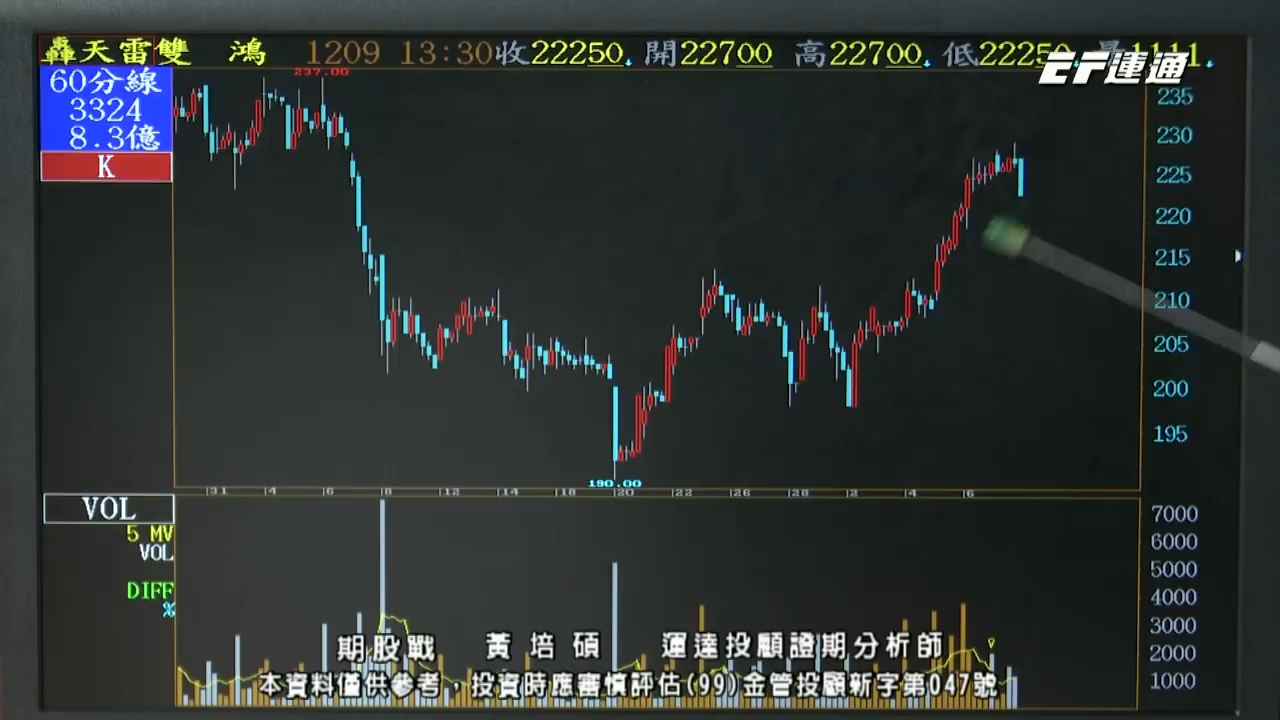 轟天雷雙 鴻 1209 13:30收22250 開22700 高22700 低22250 1111
EF連通
60分線
3324
8.3億
K
237.00
235
230
225
220
215
210
205
200
195
190.00
31 4 6 8 12 14 18 20 22 26 28 2 4 6
VOL
5 MV
VOL
DIFF
%
7000
6000
5000
4000
3000
2000
1000
期股戰 黃培碩 運達投顧證期分析師
本資料僅供參考，投資時應審慎評估(99)金管投顧新字第047號